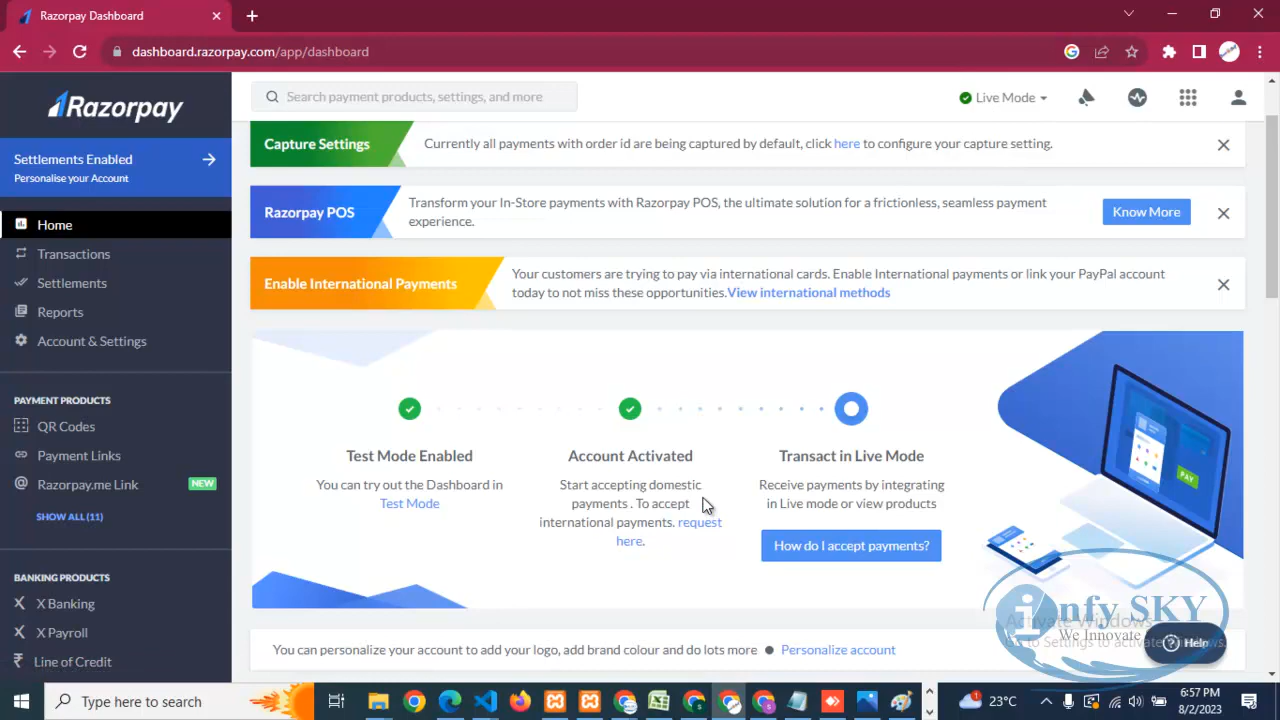 Razorpay Dashboard
dashboard.razorpay.com/app/dashboard
Razorpay
Search payment products, settings, and more
Live Mode
Settlements Enabled
Personalise your Account
Home
Transactions
Settlements
Reports
Account & Settings
PAYMENT PRODUCTS
QR Codes
Payment Links
Razorpay.me Link NEW
SHOW ALL (11)
BANKING PRODUCTS
X Banking
X Payroll
Line of Credit
Capture Settings
Currently all payments with order id are being captured by default, click here to configure your capture setting.
Razorpay POS
Transform your In-Store payments with Razorpay POS, the ultimate solution for a frictionless, seamless payment
experience.
Know More
Enable International Payments
Your customers are trying to pay via international cards. Enable International payments or link your PayPal account
today to not miss these opportunities.View international methods
Test Mode Enabled
You can try out the Dashboard in
Test Mode
Account Activated
Start accepting domestic
payments . To accept
international payments. request
here.
Transact in Live Mode
Receive payments by integrating
in Live mode or view products
How do I accept payments?
PAY
You can personalize your account to add your logo, add brand colour and do lots more ● Personalize account
infy SKY
We Innovate
Activate Windows
Go to Settings to activate Windows.
Help
Type here to search
1
23°C
6:57 PM
8/2/2023